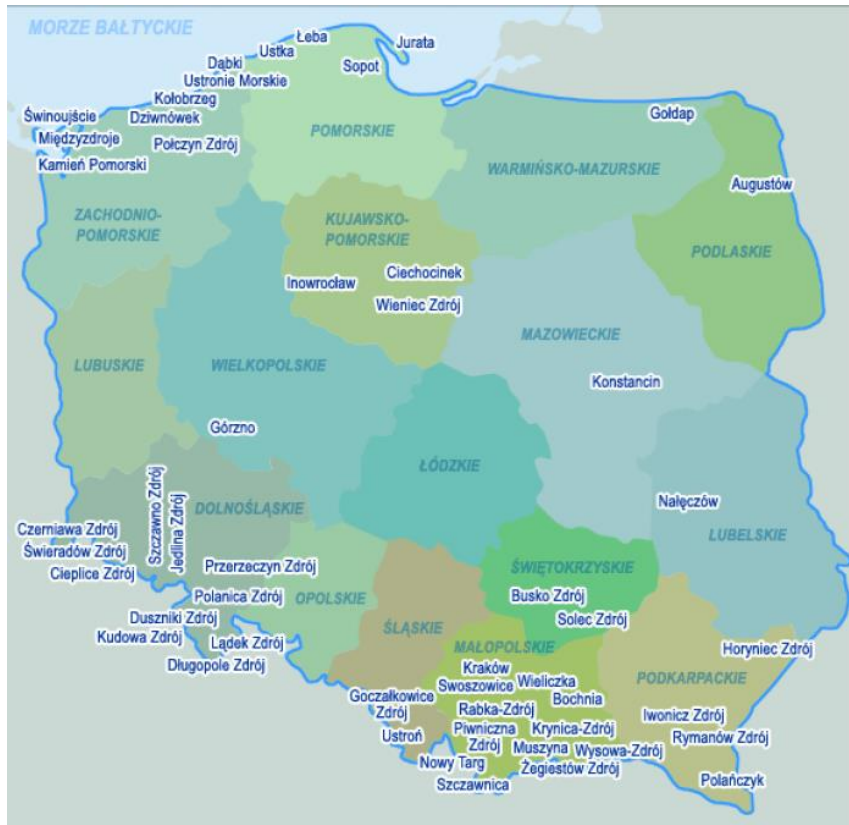 MORZE BAŁTYCKIE
Łeba
Jurata
Ustka
Dąbki
Sopot
Ustronie Morskie
Kołobrzeg
Świnoujście
Dziwnówek
Gołdap
POMORSKIE
Międzyzdroje
Połczyn Zdrój
Kamień Pomorski
WARMIŃSKO-MAZURSKIE
Augustów
ZACHODNIO-
POMORSKIE
KUJAWSKO-
POMORSKIE
PODLASKIE
Ciechocinek
Inowrocław
Wieniec Zdrój
MAZOWIECKIE
LUBUSKIE
WIELKOPOLSKIE
Konstancin
Górzno
ŁÓDZKIE
Szczawno Zdrój
Jedlina Zdrój
Nałęczów
DOLNOŚLĄSKIE
Czerniawa Zdrój
LUBELSKIE
Świeradów Zdrój
Przerzeczyn Zdrój
ŚWIĘTOKRZYSKIE
Cieplice Zdrój
Polanica Zdrój
OPOLSKIE
Busko Zdrój
Duszniki Zdrój
Solec Zdrój
ŚLĄSKIE
Kudowa Zdrój
Lądek Zdrój
MAŁOPOLSKIE
Horyniec Zdrój
Długopole Zdrój
Kraków
PODKARPACKIE
Swoszowice
Wieliczka
Goczałkowice
Zdrój
Bochnia
Rabka-Zdrój
Iwonicz Zdrój
Ustroń
Piwniczna
Zdrój
Krynica-Zdrój
Rymanów Zdrój
Muszyna
Wysowa-Zdrój
Nowy Targ
Żegiestów Zdrój
Szczawnica
Polańczyk